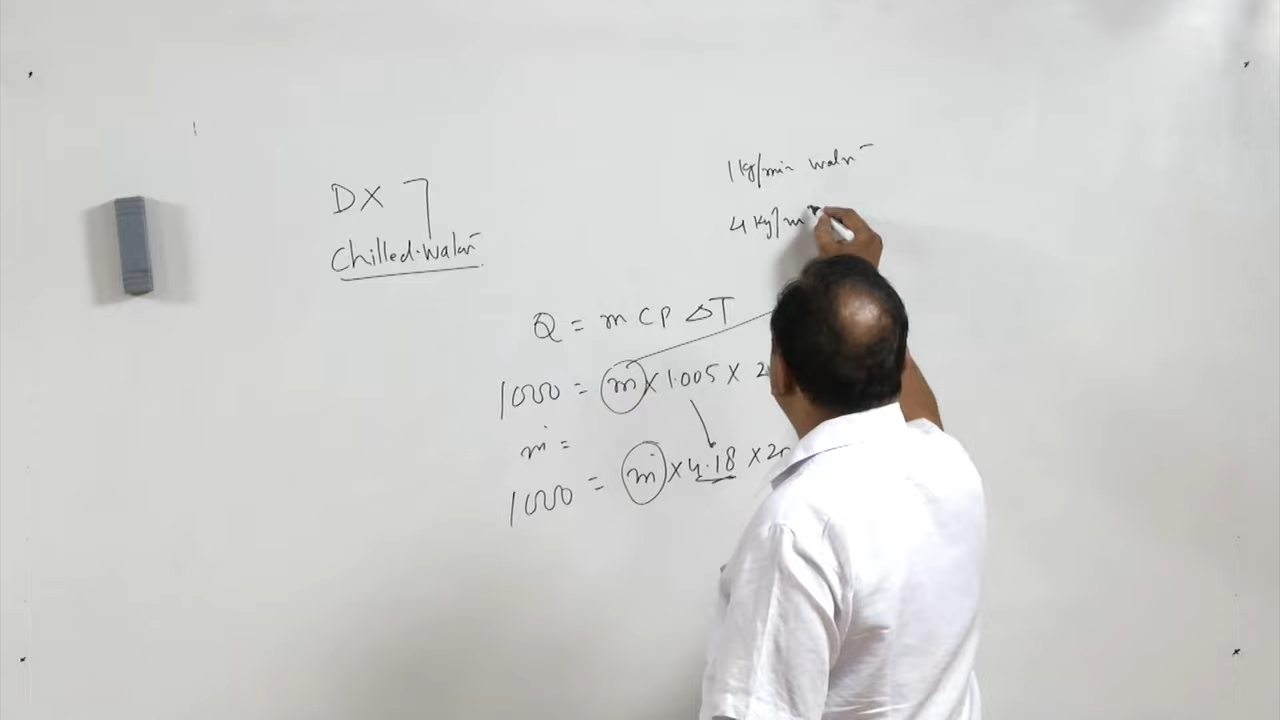 DX
Chilled water
1 kg/min water
4 kg/m
Q = m CP ΔT
1000 = m × 1.005 × 2
ṁ =
1000 = m × 4.18 × 2